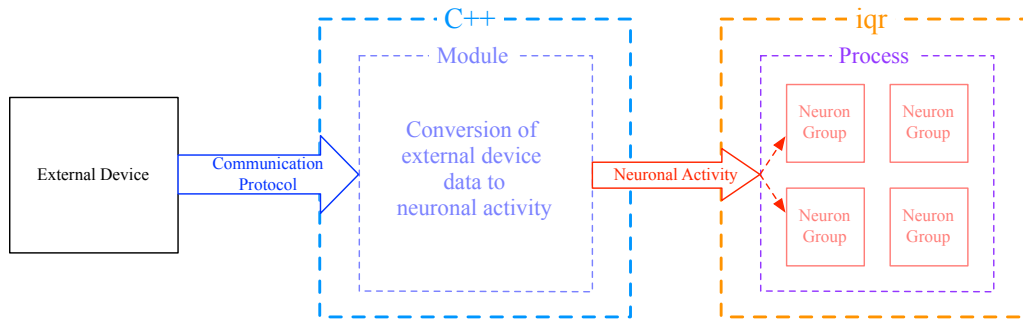 C++
iqr
Module
Process
External Device
Communication
Protocol
Conversion of
external device
data to
neuronal activity
Neuronal Activity
Neuron
Group
Neuron
Group
Neuron
Group
Neuron
Group